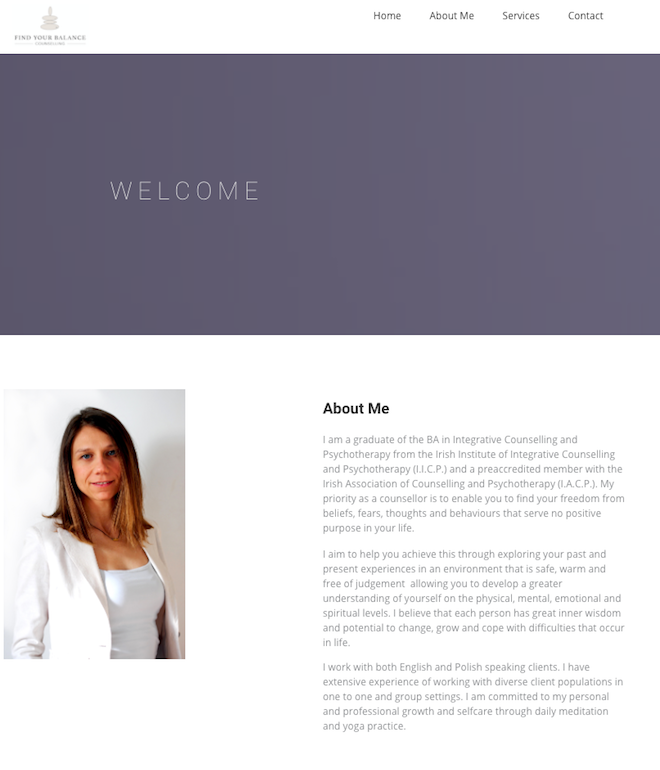 FIND YOUR BALANCE
COUNSELLING
Home
About Me
Services
Contact
WELCOME
About Me
I am a graduate of the BA in Integrative Counselling and
Psychotherapy from the Irish Institute of Integrative Counselling
and Psychotherapy (I.I.C.P.) and a preaccredited member with the
Irish Association of Counselling and Psychotherapy (I.A.C.P.). My
priority as a counsellor is to enable you to find your freedom from
beliefs, fears, thoughts and behaviours that serve no positive
purpose in your life.
I aim to help you achieve this through exploring your past and
present experiences in an environment that is safe, warm and
free of judgement  allowing you to develop a greater
understanding of yourself on the physical, mental, emotional and
spiritual levels. I believe that each person has great inner wisdom
and potential to change, grow and cope with difficulties that occur
in life.
I work with both English and Polish speaking clients. I have
extensive experience of working with diverse client populations in
one to one and group settings. I am committed to my personal
and professional growth and selfcare through daily meditation
and yoga practice.